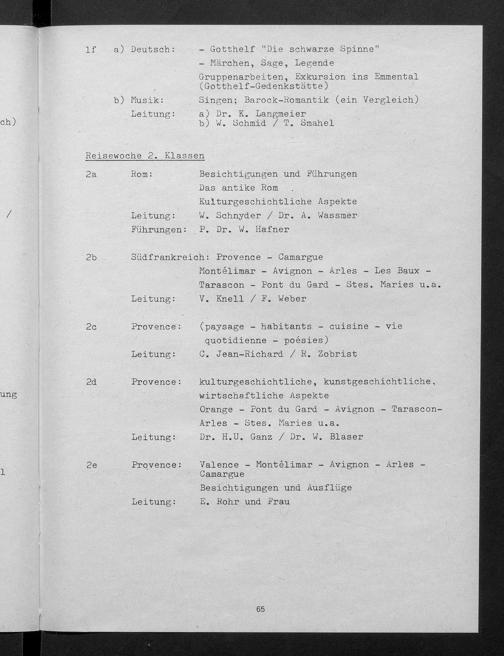 ch)
/
ung
l
1f a) Deutsch: - Gotthelf "Die schwarze Spinne"
- Märchen, Sage, Legende
Gruppenarbeiten, Exkursion ins Emmental
(Gotthelf-Gedenkstätte)
b) Musik: Singen; Barock-Romantik (ein Vergleich)
Leitung: a) Dr. K. Langmeier
b) W. Schmid / T. Smahel
Reisewoche 2. Klassen
2a Rom: Besichtigungen und Führungen
Das antike Rom
Kulturgeschichtliche Aspekte
Leitung: W. Schnyder / Dr. A. Wassmer
Führungen: P. Dr. W. Hafner
2b Südfrankreich: Provence - Camargue
Montélimar - Avignon - Arles - Les Baux -
Tarascon - Pont du Gard - Stes. Maries u.a.
Leitung: V. Knell / F. Weber
2c Provence: (paysage - habitants - cuisine - vie
quotidienne - poésies)
Leitung: C. Jean-Richard / R. Zobrist
2d Provence: kulturgeschichtliche, kunstgeschichtliche,
wirtschaftliche Aspekte
Orange - Pont du Gard - Avignon - Tarascon-
Arles - Stes. Maries u.a.
Leitung: Dr. H.U. Ganz / Dr. W. Blaser
2e Provence: Valence - Montélimar - Avignon - Arles -
Camargue
Besichtigungen und Ausflüge
Leitung: E. Rohr und Frau
65